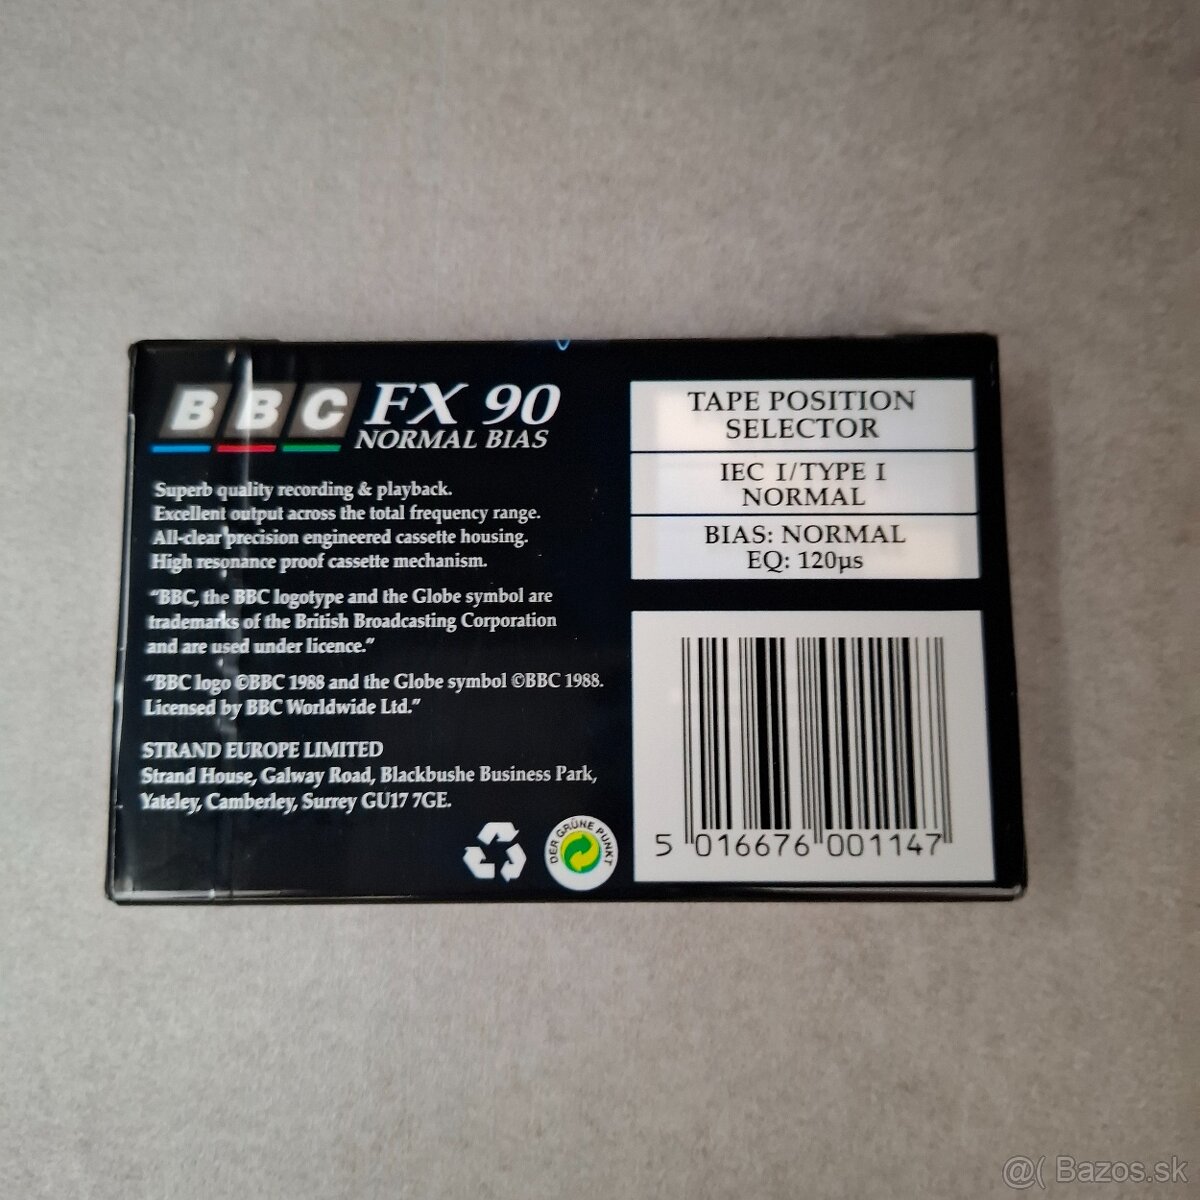 BBC FX 90
NORMAL BIAS
Superb quality recording & playback.
Excellent output across the total frequency range.
All-clear precision engineered cassette housing.
High resonance proof cassette mechanism.
"BBC, the BBC logotype and the Globe symbol are
trademarks of the British Broadcasting Corporation
and are used under licence."
"BBC logo ©BBC 1988 and the Globe symbol ©BBC 1988.
Licensed by BBC Worldwide Ltd."
STRAND EUROPE LIMITED
Strand House, Galway Road, Blackbushe Business Park,
Yateley, Camberley, Surrey GU17 7GE.
DER GRÜNE PUNKT
TAPE POSITION
SELECTOR
IEC I/TYPE I
NORMAL
BIAS: NORMAL
EQ: 120µs
5 016676 001147
@( Bazos.sk